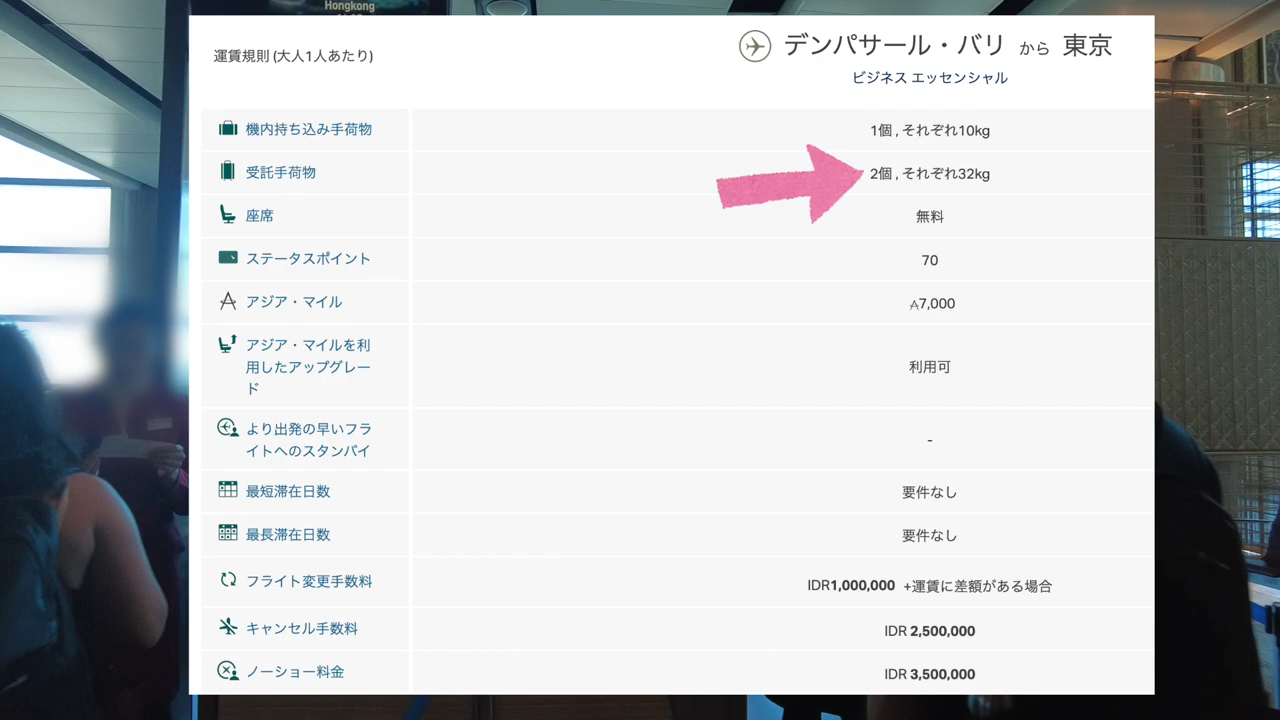 Hongkong
運賃規則 (大人1人あたり)
デンパサール・バリ から 東京
ビジネス エッセンシャル
機内持ち込み手荷物
1個 , それぞれ10kg
受託手荷物
2個 , それぞれ32kg
座席
無料
ステータスポイント
70
アジア・マイル
₳7,000
アジア・マイルを利
用したアップグレー
ド
利用可
より出発の早いフラ
イトへのスタンバイ
-
最短滞在日数
要件なし
最長滞在日数
要件なし
フライト変更手数料
IDR1,000,000 +運賃に差額がある場合
キャンセル手数料
IDR 2,500,000
ノーショー料金
IDR 3,500,000